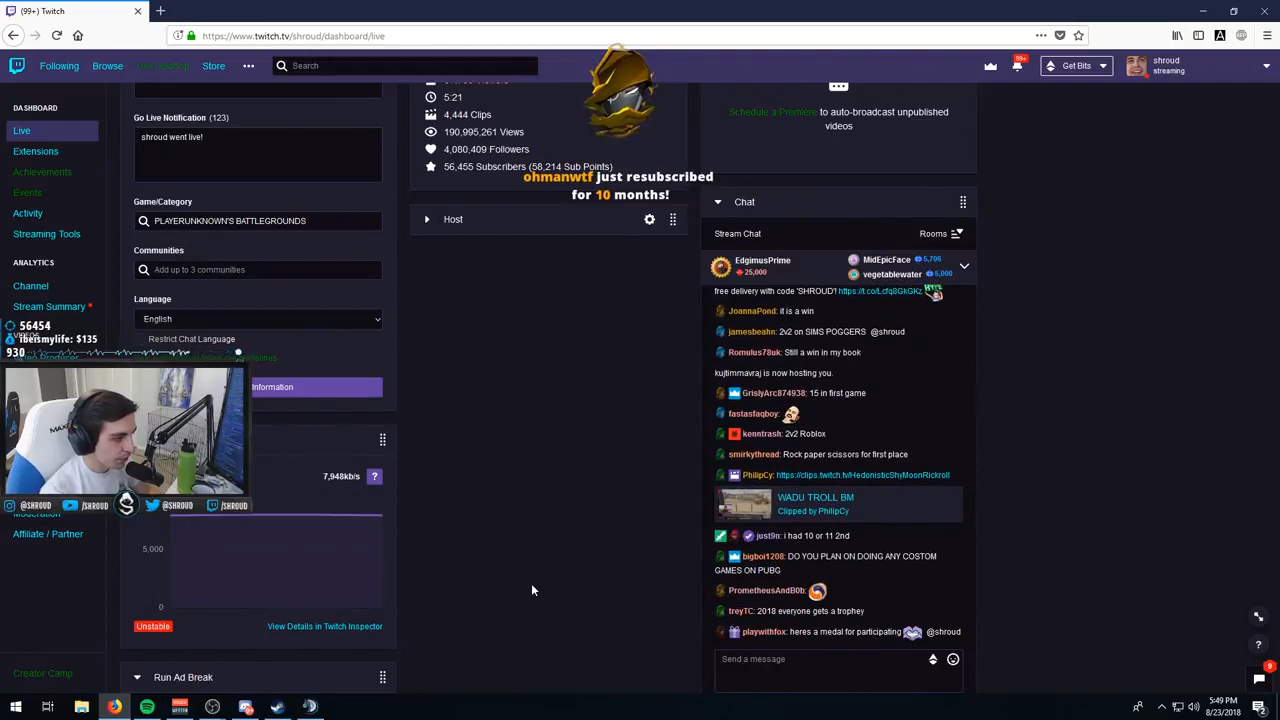 (99+) Twitch
https://www.twitch.tv/shroud/dashboard/live
Following
Browse
Get Desktop
Store
Search
99+
Get Bits
shroud
streaming
DASHBOARD
Live
Extensions
Achievements
Events
Activity
Streaming Tools
ANALYTICS
Channel
Stream Summary
56454
ibeismylife: $135
930
@SHROUD
/SHROUD
@SHROUD
/SHROUD
Affiliate / Partner
Creator Camp
Go Live Notification (123)
shroud went live!
Game/Category
PLAYERUNKNOWN'S BATTLEGROUNDS
Communities
Add up to 3 communities
Language
English
Restrict Chat Language
Information
7,948kb/s
?
5,000
0
Unstable
View Details in Twitch Inspector
Run Ad Break
5:21
4,444 Clips
190,995,261 Views
4,080,409 Followers
56,455 Subscribers (58,214 Sub Points)
ohmanwtf just resubscribed
for 10 months!
Host
Schedule a Premiere to auto-broadcast unpublished
videos
Chat
Stream Chat
Rooms
EdgimusPrime
25,000
MidEpicFace 5,705
vegetablewater 5,000
free delivery with code 'SHROUD'! https://t.co/Lcfq8GkGKz
JoannaPond: it is a win
jamesbeahn: 2v2 on SIMS POGGERS @shroud
Romulus78uk: Still a win in my book
kujtimmavraj is now hosting you.
GrislyArc874938: 15 in first game
fastasfaqboy:
kenntrash: 2v2 Roblox
smirkythread: Rock paper scissors for first place
PhilipCy: https://clips.twitch.tv/HedonisticShyMoonRickroll
WADU TROLL BM
Clipped by PhilipCy
just9n: i had 10 or 11 2nd
bigboi1208: DO YOU PLAN ON DOING ANY COSTOM
GAMES ON PUBG
PrometheusAndB0b:
treyTC: 2018 everyone gets a trophy
playwithfox: heres a medal for participating @shroud
Send a message
?
9
5:49 PM
8/23/2018
2